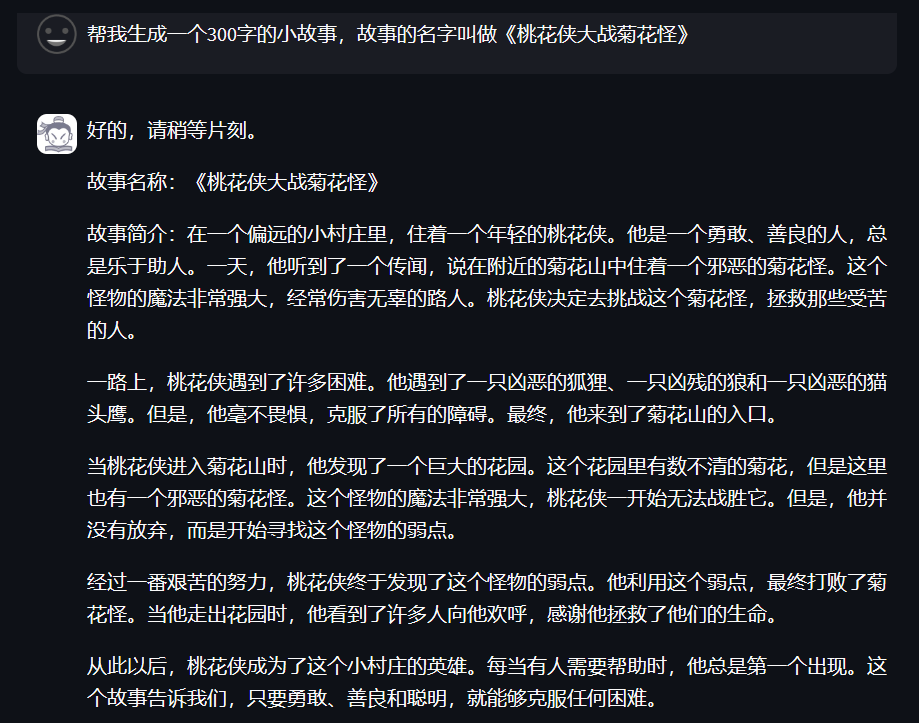 帮我生成一个300字的小故事，故事的名字叫做《桃花侠大战菊花怪》
好的，请稍等片刻。
故事名称：《桃花侠大战菊花怪》
故事简介：在一个偏远的小村庄里，住着一个年轻的桃花侠。他是一个勇敢、善良的人，总
是乐于助人。一天，他听到了一个传闻，说在附近的菊花山中住着一个邪恶的菊花怪。这个
怪物的魔法非常强大，经常伤害无辜的路人。桃花侠决定去挑战这个菊花怪，拯救那些受苦
的人。
一路上，桃花侠遇到了许多困难。他遇到了一只凶恶的狐狸、一只凶残的狼和一只凶恶的猫
头鹰。但是，他毫不畏惧，克服了所有的障碍。最终，他来到了菊花山的入口。
当桃花侠进入菊花山时，他发现了一个巨大的花园。这个花园里有数不清的菊花，但是这里
也有一个邪恶的菊花怪。这个怪物的魔法非常强大，桃花侠一开始无法战胜它。但是，他并
没有放弃，而是开始寻找这个怪物的弱点。
经过一番艰苦的努力，桃花侠终于发现了这个怪物的弱点。他利用这个弱点，最终打败了菊
花怪。当他走出花园时，他看到了许多人向他欢呼，感谢他拯救了他们的生命。
从此以后，桃花侠成为了这个小村庄的英雄。每当有人需要帮助时，他总是第一个出现。这
个故事告诉我们，只要勇敢、善良和聪明，就能够克服任何困难。